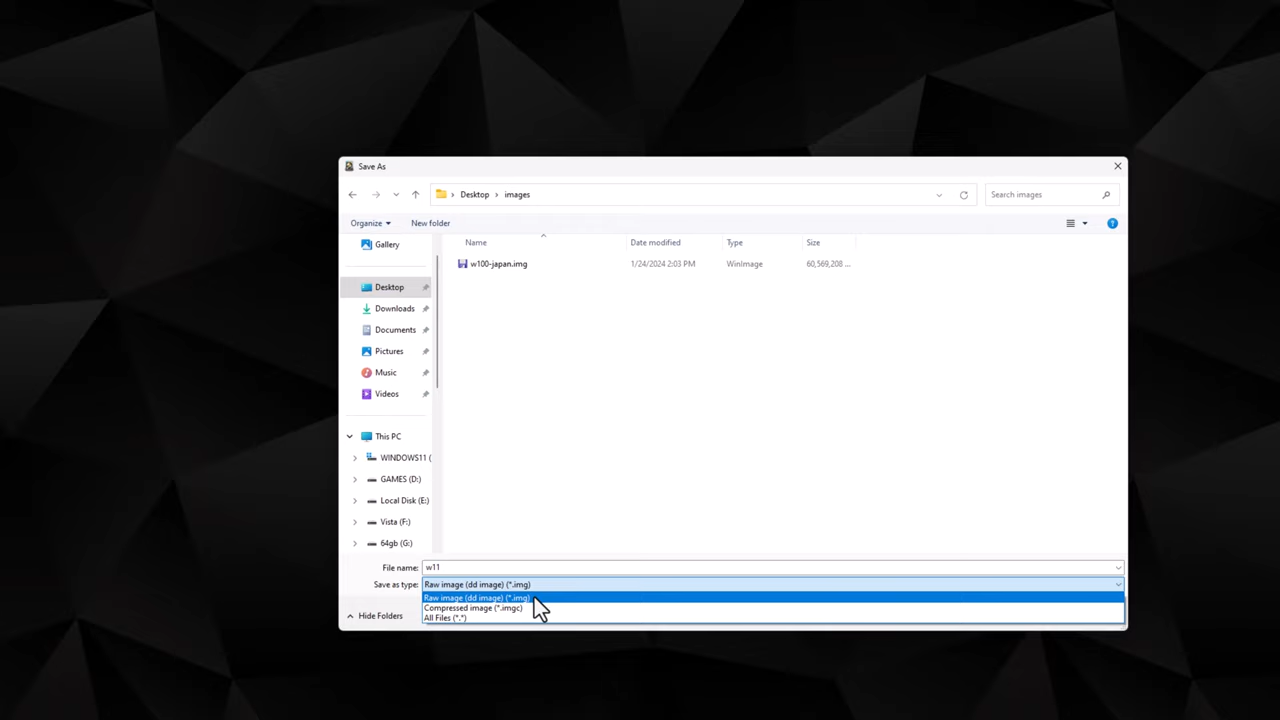 Save As
Desktop
images
Search images
Organize
New folder
Name
Date modified
Type
Size
Gallery
w100-japan.img
1/24/2024 2:03 PM
WinImage
60,569,208 ...
Desktop
Downloads
Documents
Pictures
Music
Videos
This PC
WINDOWS11 (
GAMES (D:)
Local Disk (E:)
Vista (F:)
64gb (G:)
File name:
w11
Save as type:
Raw image (dd image) (*.img)
Raw image (dd image) (*.img)
Compressed image (*.imgc)
All Files (*.*)
Hide Folders